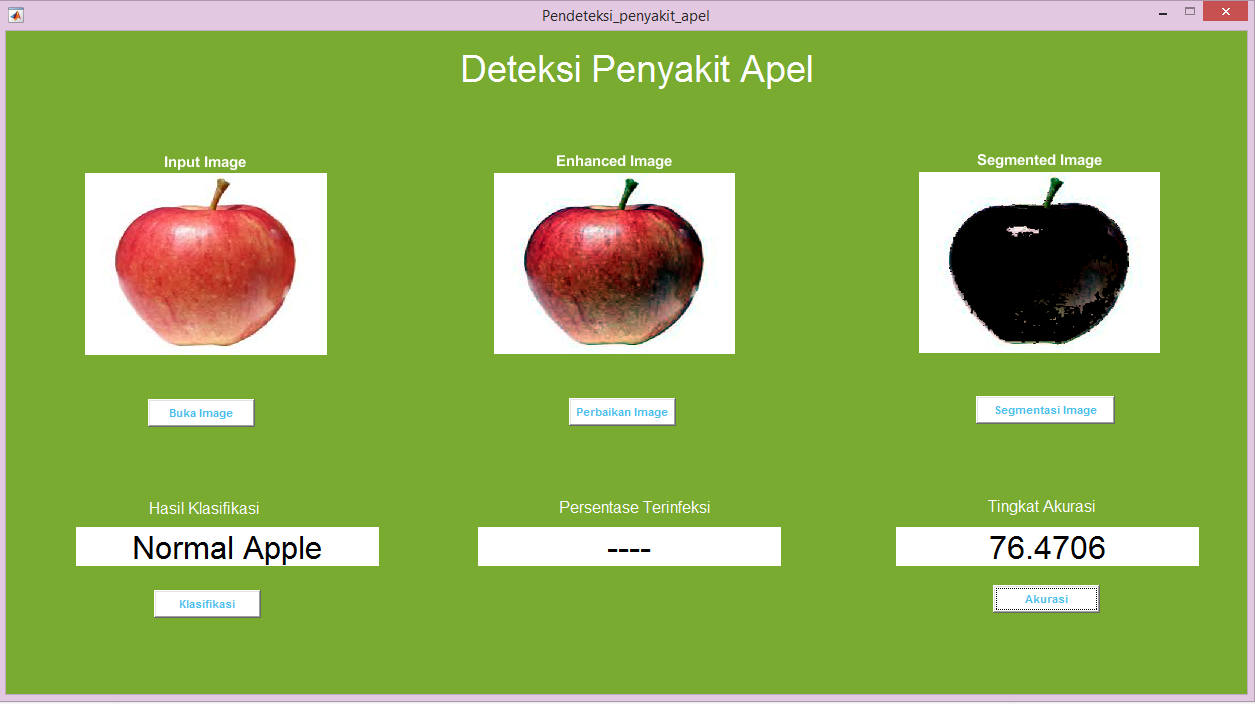 Pendeteksi_penyakit_apel
Deteksi Penyakit Apel
Input Image
Enhanced Image
Segmented Image
Buka Image
Perbaikan Image
Segmentasi Image
Hasil Klasifikasi
Persentase Terinfeksi
Tingkat Akurasi
Normal Apple
----
76.4706
Klasifikasi
Akurasi